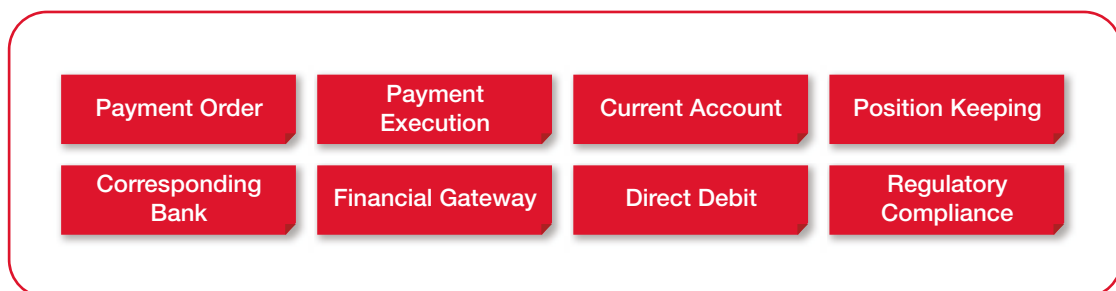 Payment Order
Payment
Execution
Current Account
Position Keeping
Corresponding
Bank
Financial Gateway
Direct Debit
Regulatory
Compliance